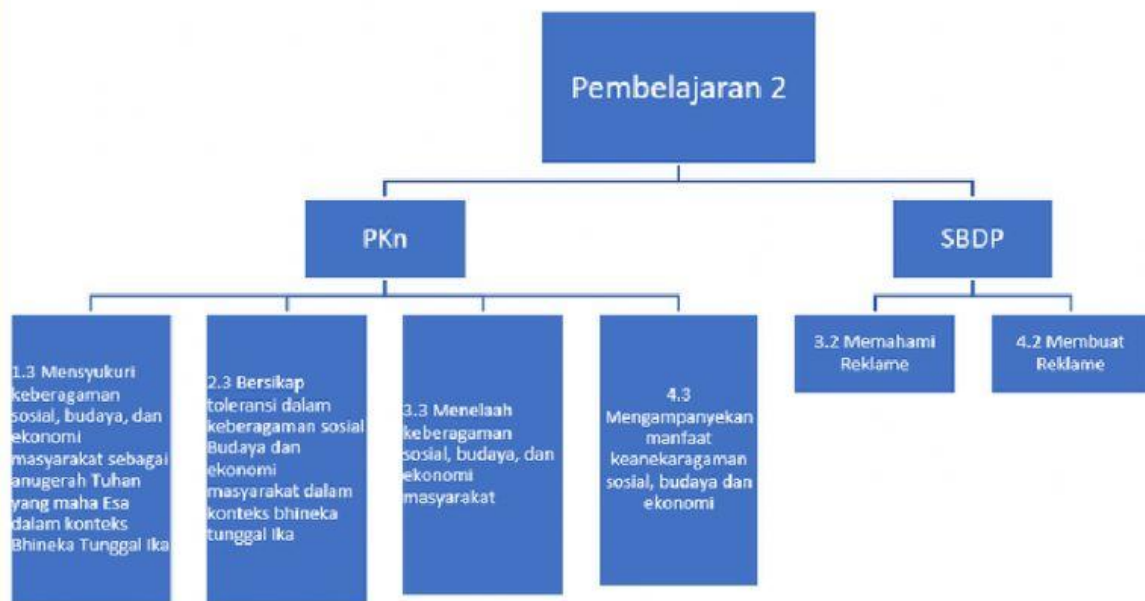 Pembelajaran 2
PKn
SBDP
1.3 Mensyukuri
keberagaman
sosial, budaya, dan
ekonomi
masyarakat sebagai
anugerah Tuhan
yang maha Esa
dalam konteks
Bhineka Tunggal Ika
2.3 Bersikap
toleransi dalam
keberagaman sosial
Budaya dan
ekonomi
masyarakat dalam
konteks bhineka
tunggal Ika
3.3 Menelaah
keberagaman
sosial, budaya, dan
ekonomi
masyarakat
4.3
Mengampanyekan
manfaat
keanekaragaman
sosial, budaya dan
ekonomi
3.2 Memahami
Reklame
4.2 Membuat
Reklame